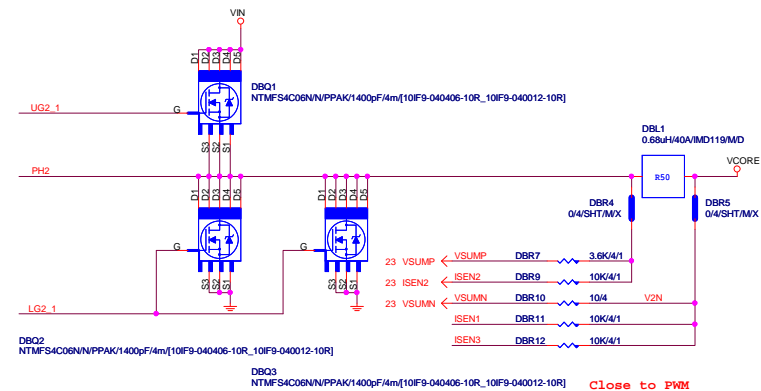 VIN
D1 D2 D3 D4 D5
DBQ1
NTMFS4C06N/N/PPAK/1400pF/4m/[10IF9-040406-10R_10IF9-040012-10R]
UG2_1
G
S3 S2 S1
DBL1
0.68uH/40A/IMD119/M/D
VCORE
PH2
R50
D1 D2 D3 D4 D5
D1 D2 D3 D4 D5
DBR4
0/4/SHT/M/X
DBR5
0/4/SHT/M/X
G
G
S3 S2 S1
S3 S2 S1
23 VSUMP VSUMP DBR7 3.6K/4/1
23 ISEN2 ISEN2 DBR9 10K/4/1
23 VSUMN VSUMN DBR10 10/4 V2N
LG2_1
ISEN1 DBR11 10K/4/1
ISEN3 DBR12 10K/4/1
DBQ2
NTMFS4C06N/N/PPAK/1400pF/4m/[10IF9-040406-10R_10IF9-040012-10R]
DBQ3
NTMFS4C06N/N/PPAK/1400pF/4m/[10IF9-040406-10R_10IF9-040012-10R]
Close to PWM